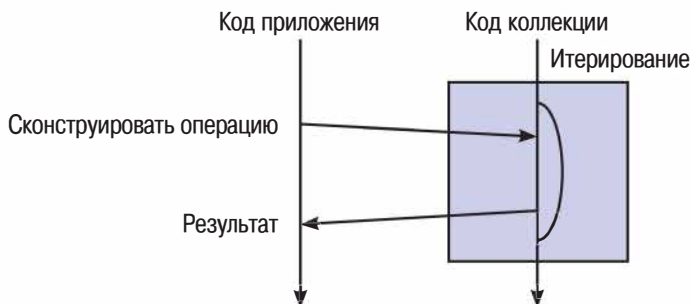 Код приложения
Код коллекции
Итерирование
Сконструировать операцию
Результат